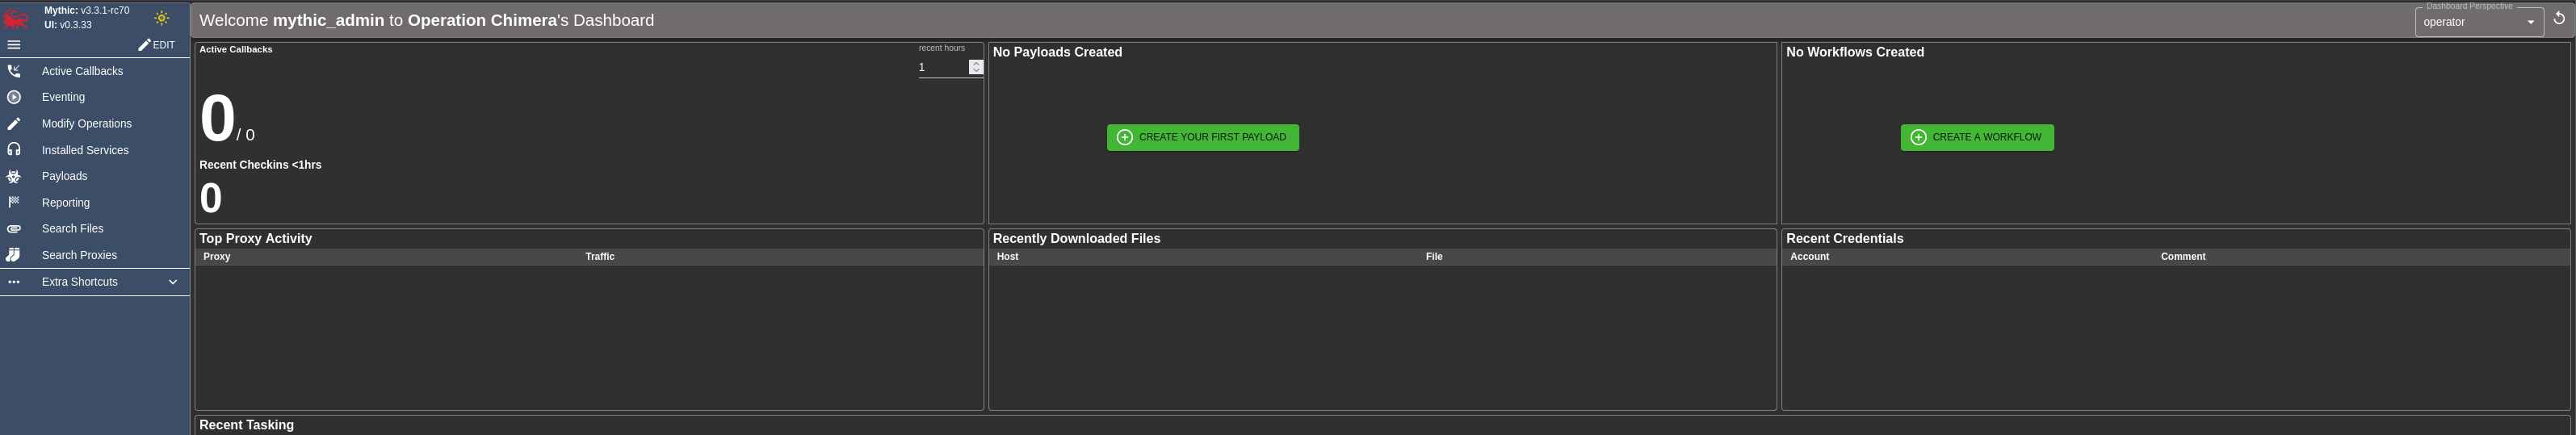 Mythic: v3.3.1-rc70
UI: v0.3.33
EDIT
Active Callbacks
Eventing
Modify Operations
Installed Services
Payloads
Reporting
Search Files
Search Proxies
Extra Shortcuts
Welcome mythic_admin to Operation Chimera's Dashboard
Dashboard Perspective
operator
Active Callbacks
recent hours
1
0 / 0
Recent Checkins <1hrs
0
No Payloads Created
CREATE YOUR FIRST PAYLOAD
No Workflows Created
CREATE A WORKFLOW
Top Proxy Activity
Proxy Traffic
Recently Downloaded Files
Host File
Recent Credentials
Account Comment
Recent Tasking